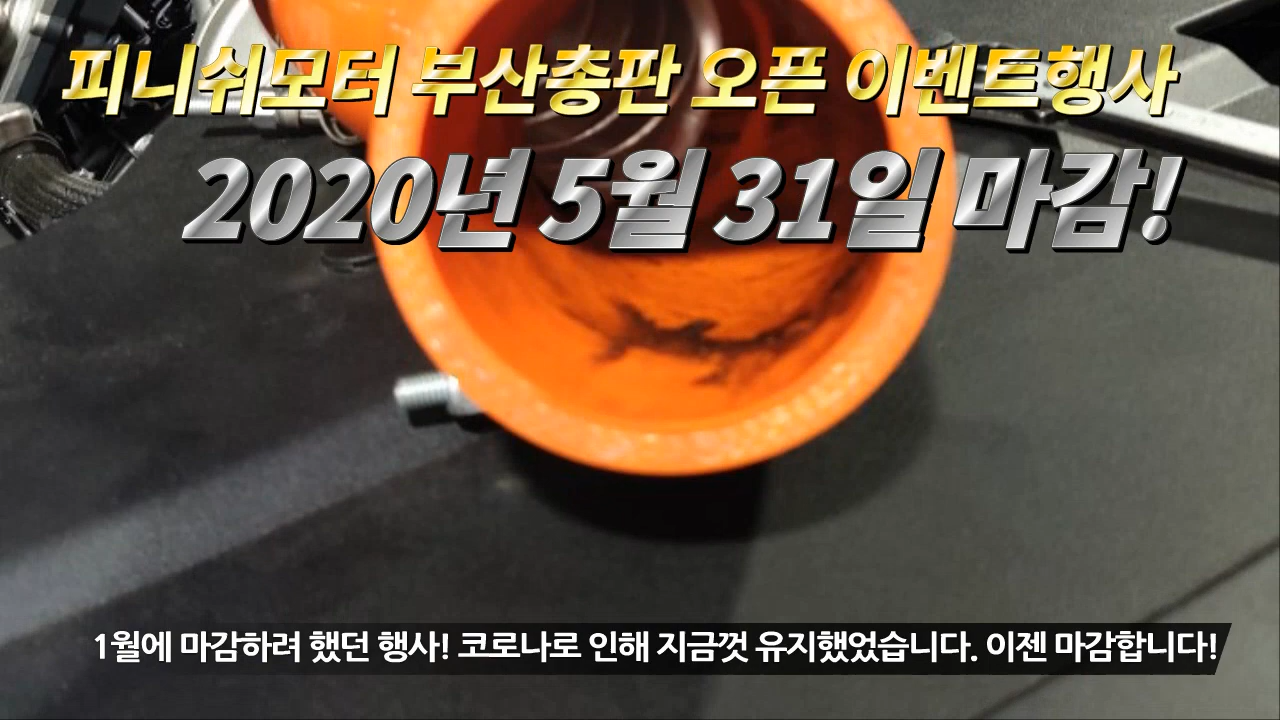 피니쉬모터 부산총판 오픈 이벤트행사
2020년 5월 31일 마감!
1월에 마감하려 했던 행사! 코로나로 인해 지금껏 유지했었습니다. 이젠 마감합니다!